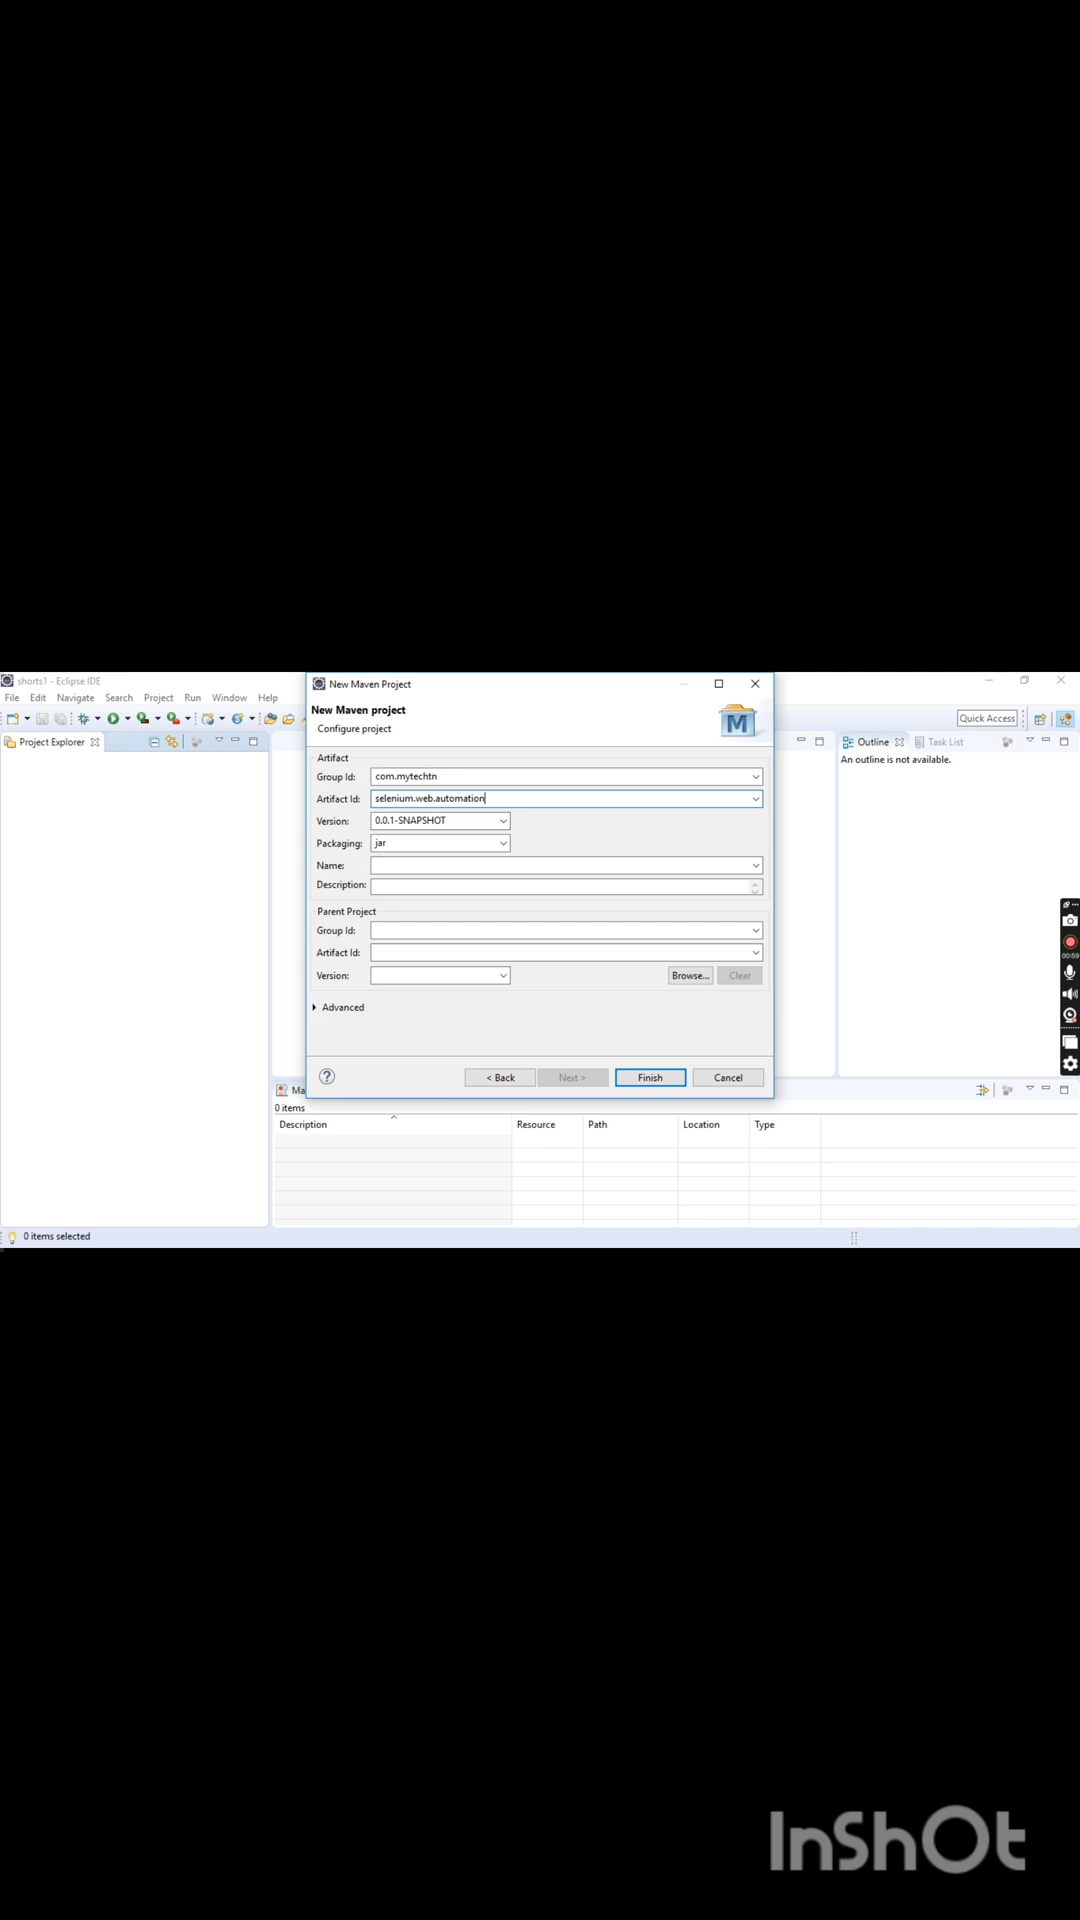 shorts1 - Eclipse IDE
File Edit Navigate Search Project Run Window Help
Quick Access
Project Explorer
New Maven Project
New Maven project
Configure project
M
Artifact
Group Id: com.mytechtn
Artifact Id: selenium.web.automation
Version: 0.0.1-SNAPSHOT
Packaging: jar
Name:
Description:
Parent Project
Group Id:
Artifact Id:
Version:
Browse... Clear
Advanced
? < Back Next > Finish Cancel
Outline Task List
An outline is not available.
00:59
Ma
0 items
Description Resource Path Location Type
0 items selected
InShOt